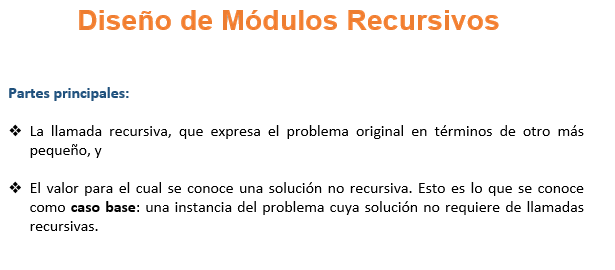 Diseño de Módulos Recursivos
Partes principales:
❖ La llamada recursiva, que expresa el problema original en términos de otro más
pequeño, y
❖ El valor para el cual se conoce una solución no recursiva. Esto es lo que se conoce
como caso base: una instancia del problema cuya solución no requiere de llamadas
recursivas.